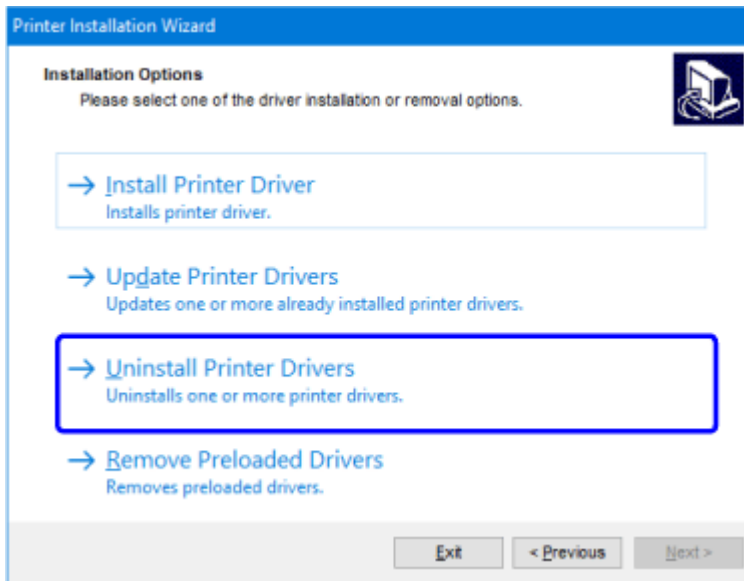 Printer Installation Wizard
Installation Options
Please select one of the driver installation or removal options.
Install Printer Driver
Installs printer driver.
Update Printer Drivers
Updates one or more already installed printer drivers.
Uninstall Printer Drivers
Uninstalls one or more printer drivers.
Remove Preloaded Drivers
Removes preloaded drivers.
Exit
< Previous
Next >